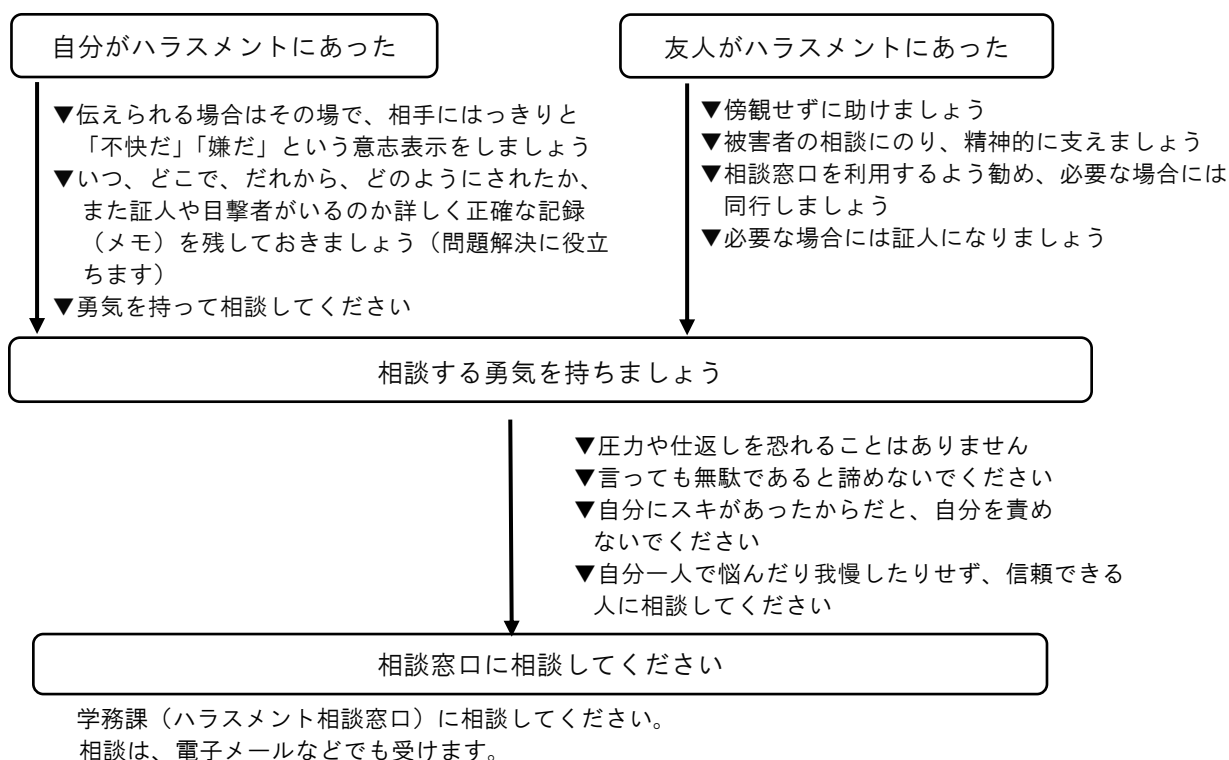 自分がハラスメントにあった
▼伝えられる場合はその場で、相手にはっきりと
「不快だ」「嫌だ」という意志表示をしましょう
▼いつ、どこで、だれから、どのようにされたか、
また証人や目撃者がいるのか詳しく正確な記録
（メモ）を残しておきましょう（問題解決に役立
ちます）
▼勇気を持って相談してください
友人がハラスメントにあった
▼傍観せずに助けましょう
▼被害者の相談にのり、精神的に支えましょう
▼相談窓口を利用するよう勧め、必要な場合には
同行しましょう
▼必要な場合には証人になりましょう
相談する勇気を持ちましょう
▼圧力や仕返しを恐れることはありません
▼言っても無駄であると諦めないでください
▼自分にスキがあったからだと、自分を責め
ないでください
▼自分一人で悩んだり我慢したりせず、信頼できる
人に相談してください
相談窓口に相談してください
学務課（ハラスメント相談窓口）に相談してください。
相談は、電子メールなどでも受けます。